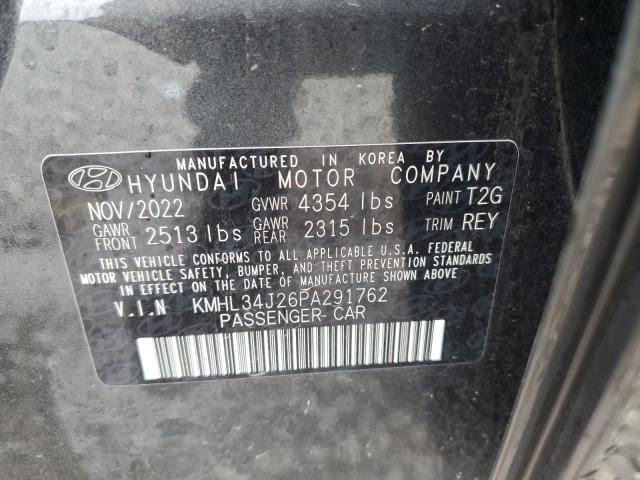 MANUFACTURED IN KOREA BY
HYUNDAI MOTOR COMPANY
NOV/2022 GVWR 4354 lbs PAINT T2G
GAWR FRONT 2513 lbs GAWR REAR 2315 lbs TRIM REY
THIS VEHICLE CONFORMS TO ALL APPLICABLE U.S.A. FEDERAL
MOTOR VEHICLE SAFETY, BUMPER, AND THEFT PREVENTION STANDARDS
IN EFFECT ON THE DATE OF MANUFACTURE SHOWN ABOVE.
V.I.N KMHL34J26PA291762
PASSENGER- CAR